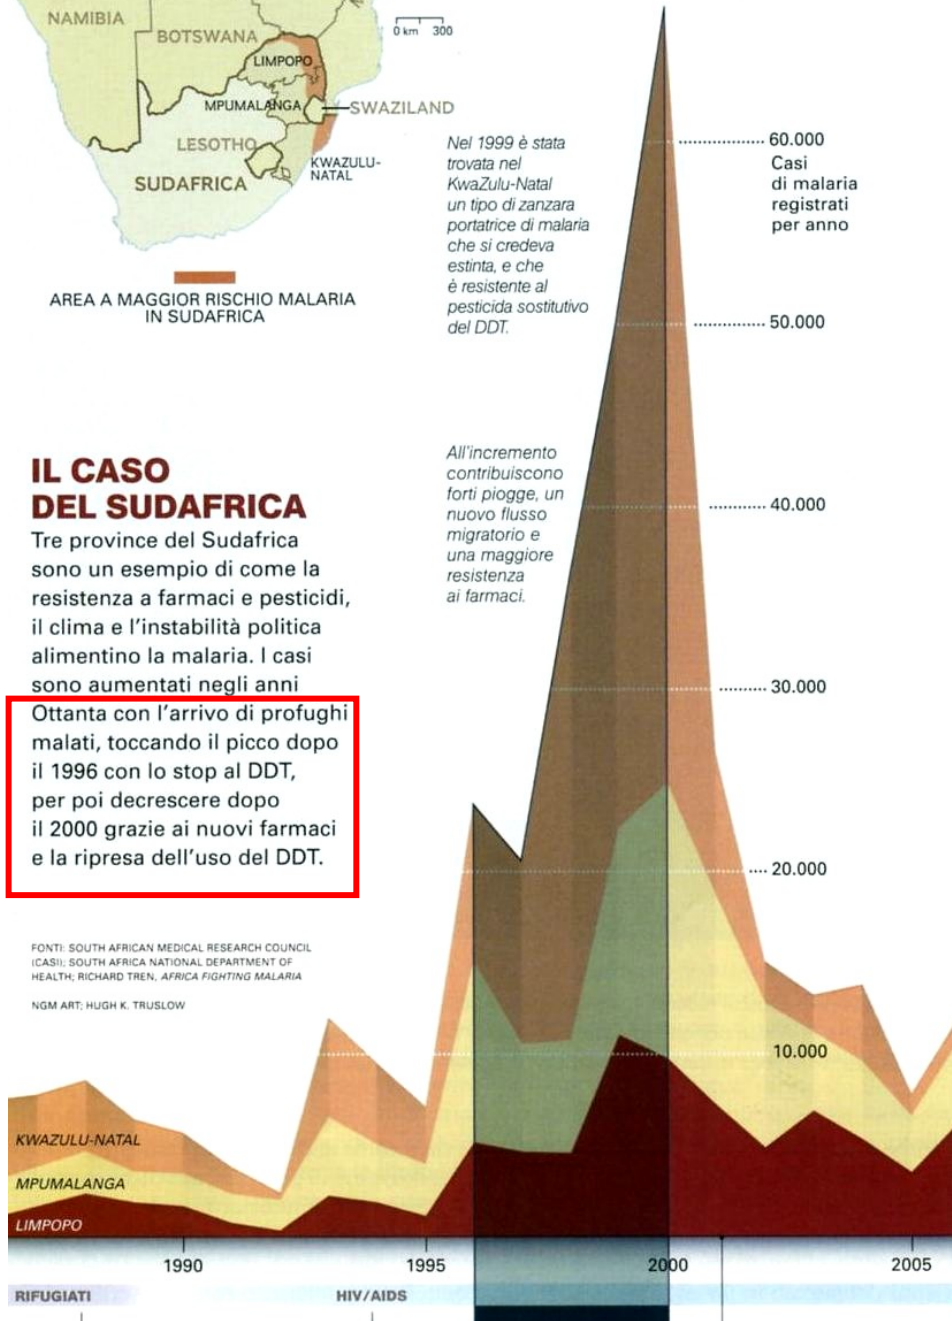 NAMIBIA
BOTSWANA
LIMPOPO
MPUMALANGA
SWAZILAND
LESOTHO
KWAZULU-
NATAL
SUDAFRICA
0 km 300
AREA A MAGGIOR RISCHIO MALARIA
IN SUDAFRICA
Nel 1999 è stata
trovata nel
KwaZulu-Natal
un tipo di zanzara
portatrice di malaria
che si credeva
estinta, e che
è resistente al
pesticida sostitutivo
del DDT.
60.000
Casi
di malaria
registrati
per anno
50.000
IL CASO
DEL SUDAFRICA
Tre province del Sudafrica
sono un esempio di come la
resistenza a farmaci e pesticidi,
il clima e l'instabilità politica
alimentino la malaria. I casi
sono aumentati negli anni
Ottanta con l'arrivo di profughi
malati, toccando il picco dopo
il 1996 con lo stop al DDT,
per poi decrescere dopo
il 2000 grazie ai nuovi farmaci
e la ripresa dell'uso del DDT.
All'incremento
contribuiscono
forti piogge, un
nuovo flusso
migratorio e
una maggiore
resistenza
ai farmaci.
40.000
30.000
20.000
10.000
FONTI: SOUTH AFRICAN MEDICAL RESEARCH COUNCIL
(CASI); SOUTH AFRICA NATIONAL DEPARTMENT OF
HEALTH; RICHARD TREN, AFRICA FIGHTING MALARIA
NGM ART; HUGH K. TRUSLOW
KWAZULU-NATAL
MPUMALANGA
LIMPOPO
1990 1995 2000 2005
RIFUGIATI HIV/AIDS